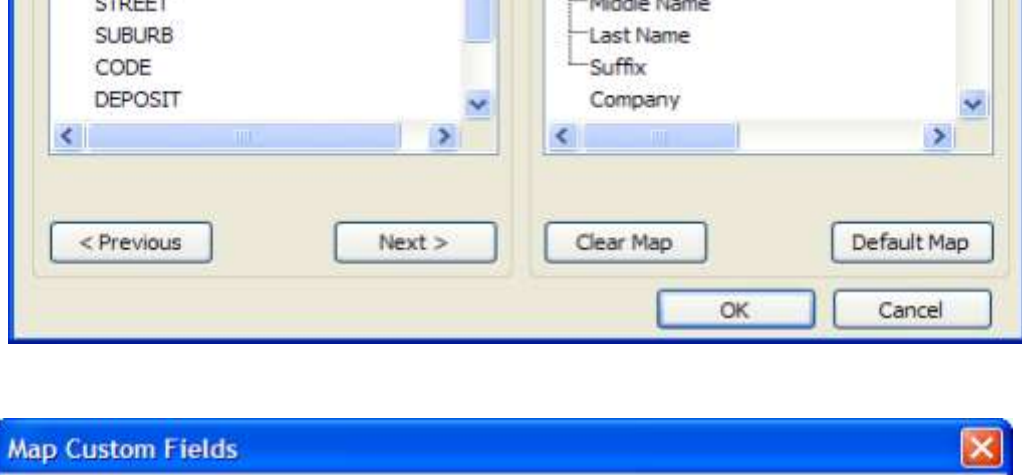 STREET
SUBURB
CODE
DEPOSIT
Middle Name
Last Name
Suffix
Company
< Previous
Next >
Clear Map
Default Map
OK
Cancel
Map Custom Fields